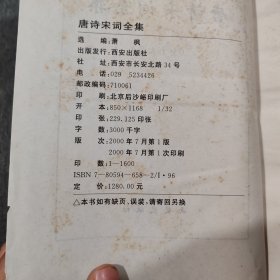 唐诗宋词全集
选 编：萧 枫
出版发行：西安出版社
社 址：西安市长安北路34号
电 话：029 5234426
邮政编码：710061
印 刷：北京后沙峪印刷厂
开 本：850×1168 1/32
印 张：229.125印张
字 数：3000千字
版 次：2000年7月第1版
2000年7月第1次印刷
印 数：1—1600
ISBN 7—80594—658—2/I·96
定 价：1280.00元
△本书如有缺页、误装，请寄回另换